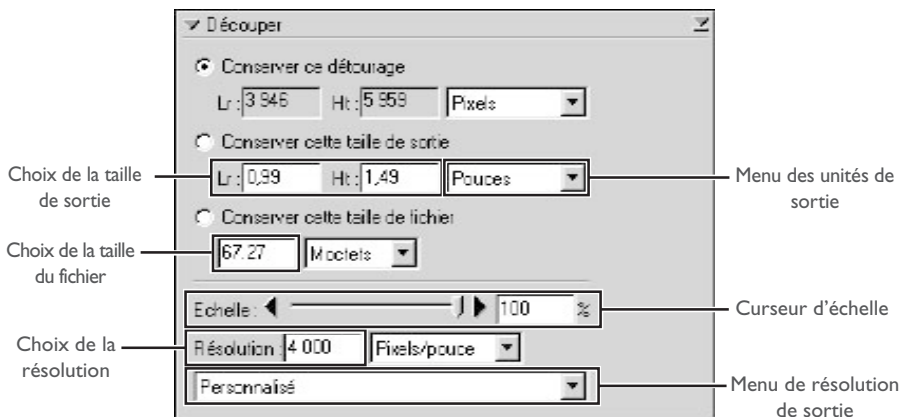 Découper
Conserver ce détourage
Lr : 3 946 Ht : 5 959 Pixels
Conserver cette taille de sortie
Choix de la taille
de sortie
Lr : 0,99 Ht : 1,49 Pouces
Menu des unités de
sortie
Conserver cette taille de fichier
Choix de la taille
du fichier
67.27 Moctets
Echelle : 100 %
Curseur d'échelle
Choix de la
résolution
Résolution : 4 000 Pixels/pouce
Personnalisé
Menu de résolution
de sortie